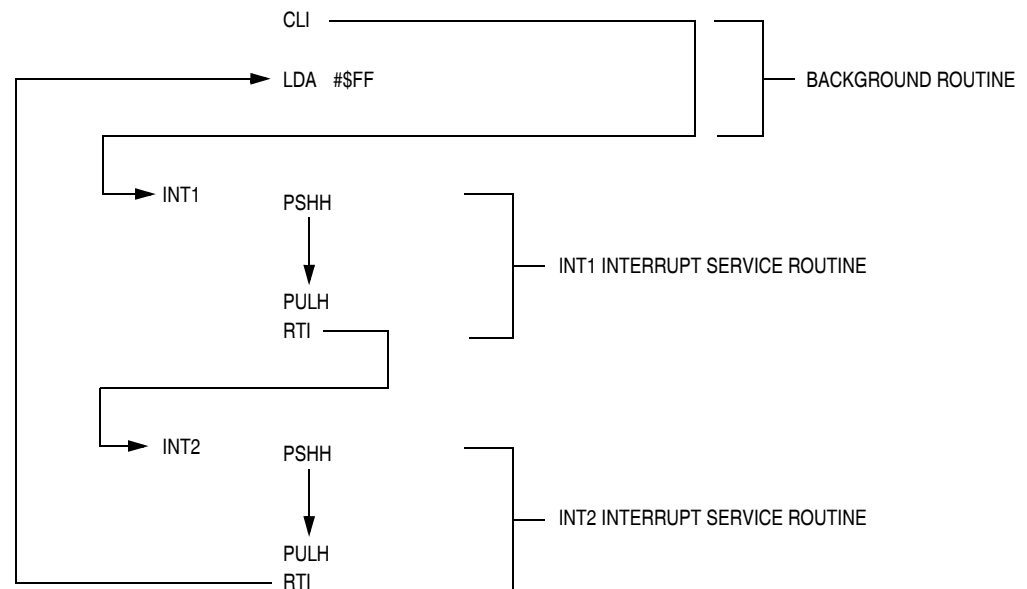 CLI
LDA #$FF
BACKGROUND ROUTINE
INT1
PSHH
INT1 INTERRUPT SERVICE ROUTINE
PULH
RTI
INT2
PSHH
INT2 INTERRUPT SERVICE ROUTINE
PULH
RTI